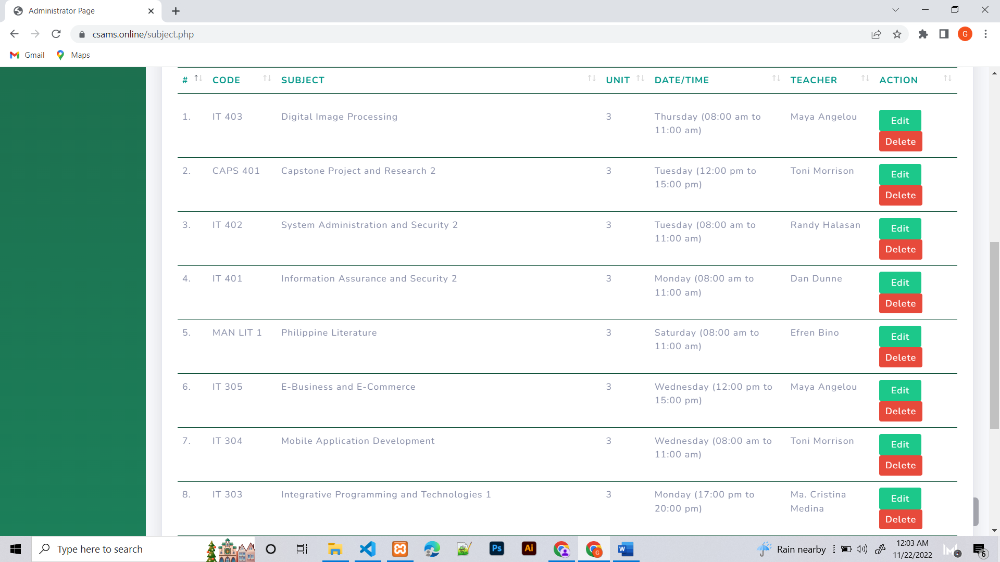 Administrator Page
csams.online/subject.php
G
Gmail Maps
# CODE SUBJECT UNIT DATE/TIME TEACHER ACTION
1. IT 403 Digital Image Processing 3 Thursday (08:00 am to Maya Angelou Edit
11:00 am)
Delete
2. CAPS 401 Capstone Project and Research 2 3 Tuesday (12:00 pm to Toni Morrison Edit
15:00 pm)
Delete
3. IT 402 System Administration and Security 2 3 Tuesday (08:00 am to Randy Halasan Edit
11:00 am)
Delete
4. IT 401 Information Assurance and Security 2 3 Monday (08:00 am to Dan Dunne Edit
11:00 am)
Delete
5. MAN LIT 1 Philippine Literature 3 Saturday (08:00 am to Efren Bino Edit
11:00 am)
Delete
6. IT 305 E-Business and E-Commerce 3 Wednesday (12:00 pm to Maya Angelou Edit
15:00 pm)
Delete
7. IT 304 Mobile Application Development 3 Wednesday (08:00 am to Toni Morrison Edit
11:00 am)
Delete
8. IT 303 Integrative Programming and Technologies 1 3 Monday (17:00 pm to Ma. Cristina Edit
20:00 pm) Medina
Delete
Type here to search Ps Ai G W Rain nearby 12:03 AM
11/22/2022 3 6